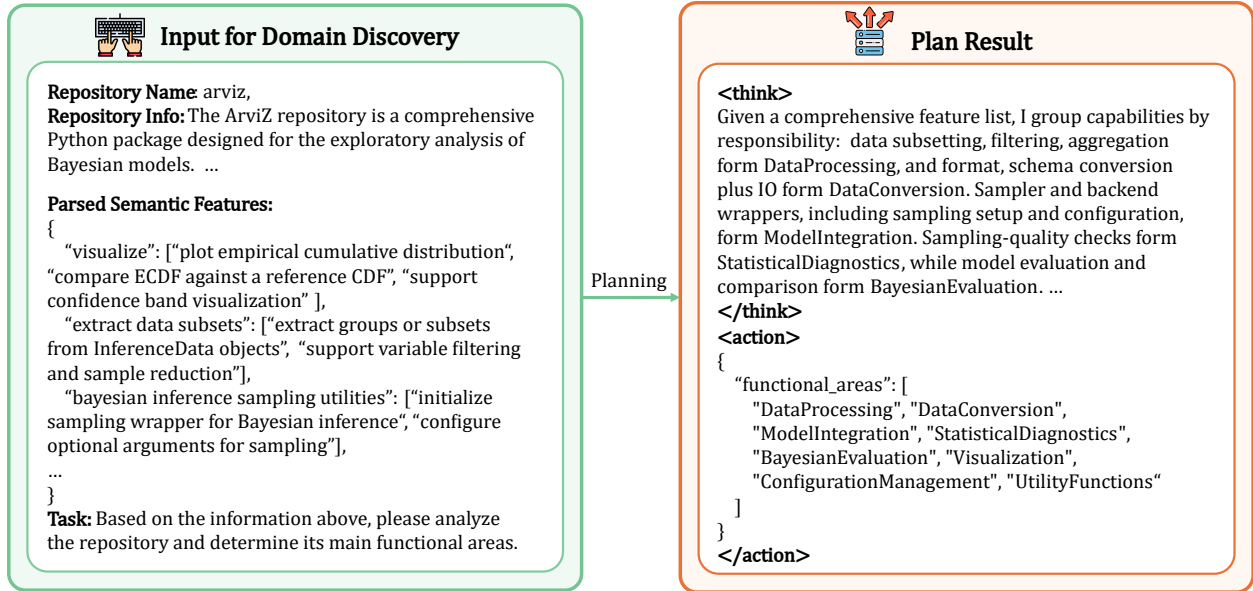 Input for Domain Discovery
Repository Name: arviz,
Repository Info: The ArviZ repository is a comprehensive
Python package designed for the exploratory analysis of
Bayesian models. …
Parsed Semantic Features:
{
“visualize”: [“plot empirical cumulative distribution“,
“compare ECDF against a reference CDF”, “support
confidence band visualization” ],
“extract data subsets”: [“extract groups or subsets
from InferenceData objects”, “support variable filtering
and sample reduction”],
“bayesian inference sampling utilities”: [“initialize
sampling wrapper for Bayesian inference“, “configure
optional arguments for sampling”],
…
}
Task: Based on the information above, please analyze
the repository and determine its main functional areas.
Planning
Plan Result
<think>
Given a comprehensive feature list, I group capabilities by
responsibility: data subsetting, filtering, aggregation
form DataProcessing, and format, schema conversion
plus IO form DataConversion. Sampler and backend
wrappers, including sampling setup and configuration,
form ModelIntegration. Sampling-quality checks form
StatisticalDiagnostics, while model evaluation and
comparison form BayesianEvaluation. …
</think>
<action>
{
“functional_areas": [
"DataProcessing", "DataConversion",
"ModelIntegration", "StatisticalDiagnostics",
"BayesianEvaluation", "Visualization",
"ConfigurationManagement", "UtilityFunctions“
]
}
</action>